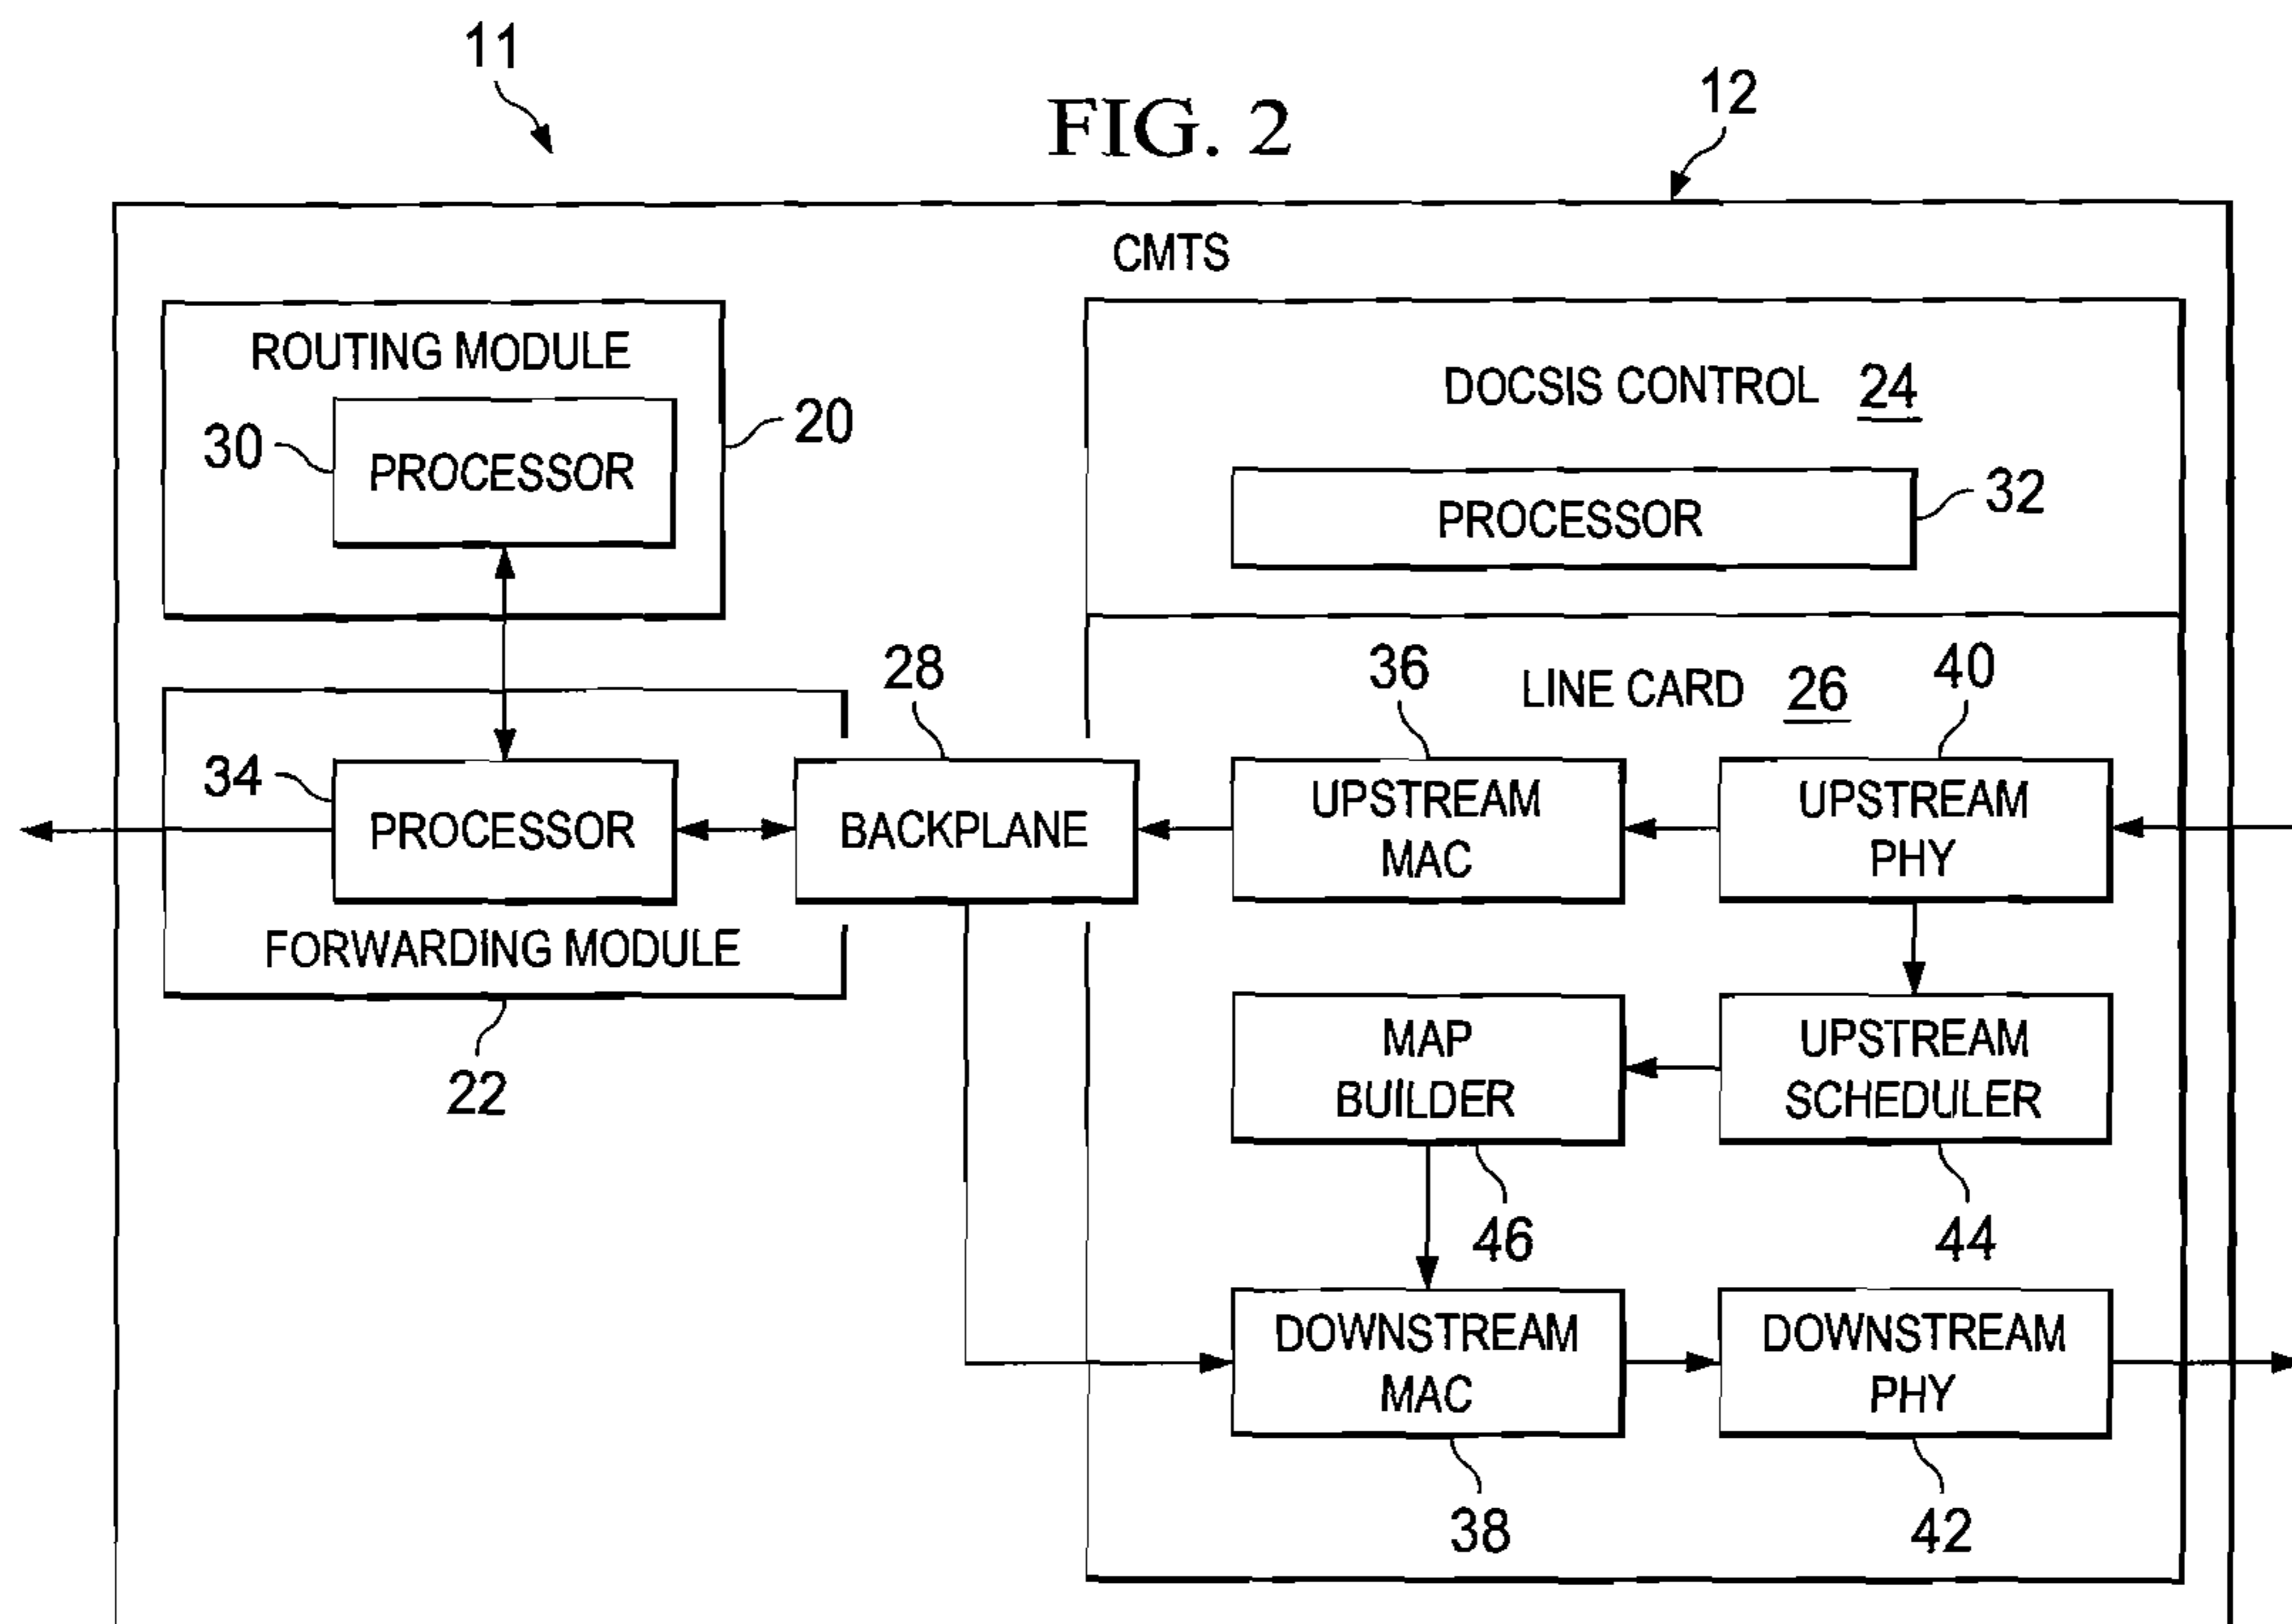 11
FIG. 2
12
CMTS
ROUTING MODULE
30
PROCESSOR
20
DOCSIS CONTROL 24
PROCESSOR
32
28
36
LINE CARD 26
40
34
PROCESSOR
BACKPLANE
UPSTREAM
MAC
UPSTREAM
PHY
FORWARDING MODULE
22
MAP
BUILDER
UPSTREAM
SCHEDULER
46
44
DOWNSTREAM
MAC
DOWNSTREAM
PHY
38
42